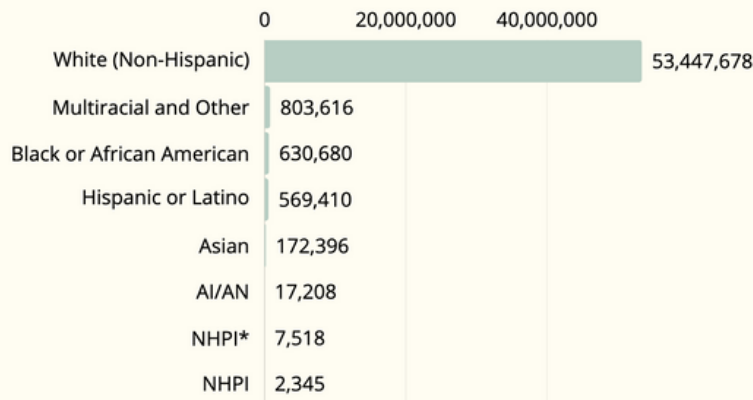 0 20,000,000 40,000,000
White (Non-Hispanic) 53,447,678
Multiracial and Other 803,616
Black or African American 630,680
Hispanic or Latino 569,410
Asian 172,396
AI/AN 17,208
NHPI* 7,518
NHPI 2,345